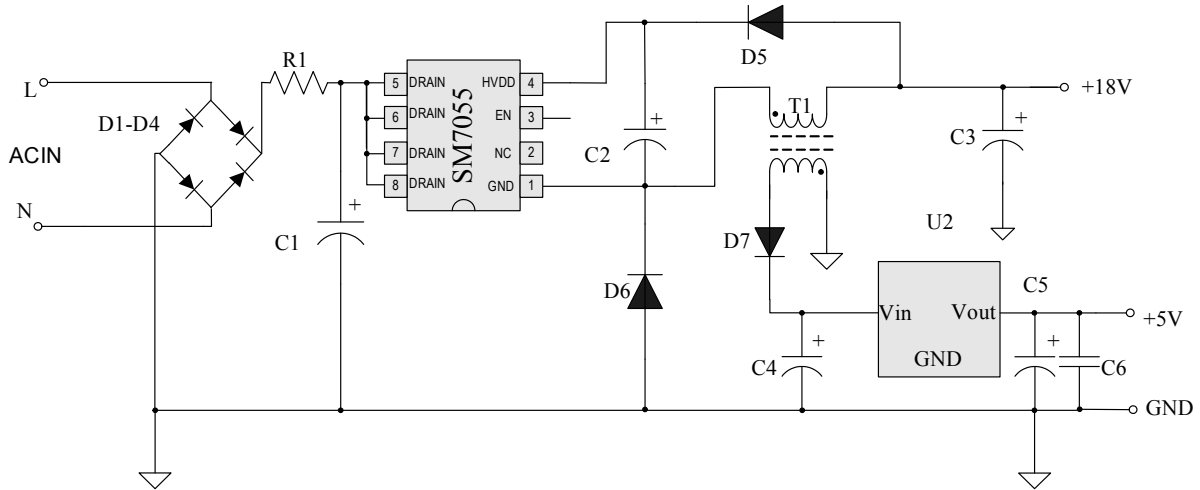 D5
R1
L
5 DRAIN HVDD 4
+18V
D1-D4
6 DRAIN EN 3
T1
+
+
C3
ACIN
SM7055
C2
7 DRAIN NC 2
8 DRAIN GND 1
N
+
C1
U2
D7
D6
C5
Vin Vout
+5V
+
+
C4
GND
C6
GND